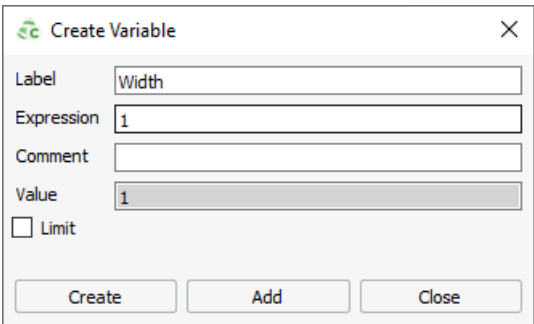 Create Variable
Label Width
Expression 1
Comment
Value 1
Limit
Create Add Close